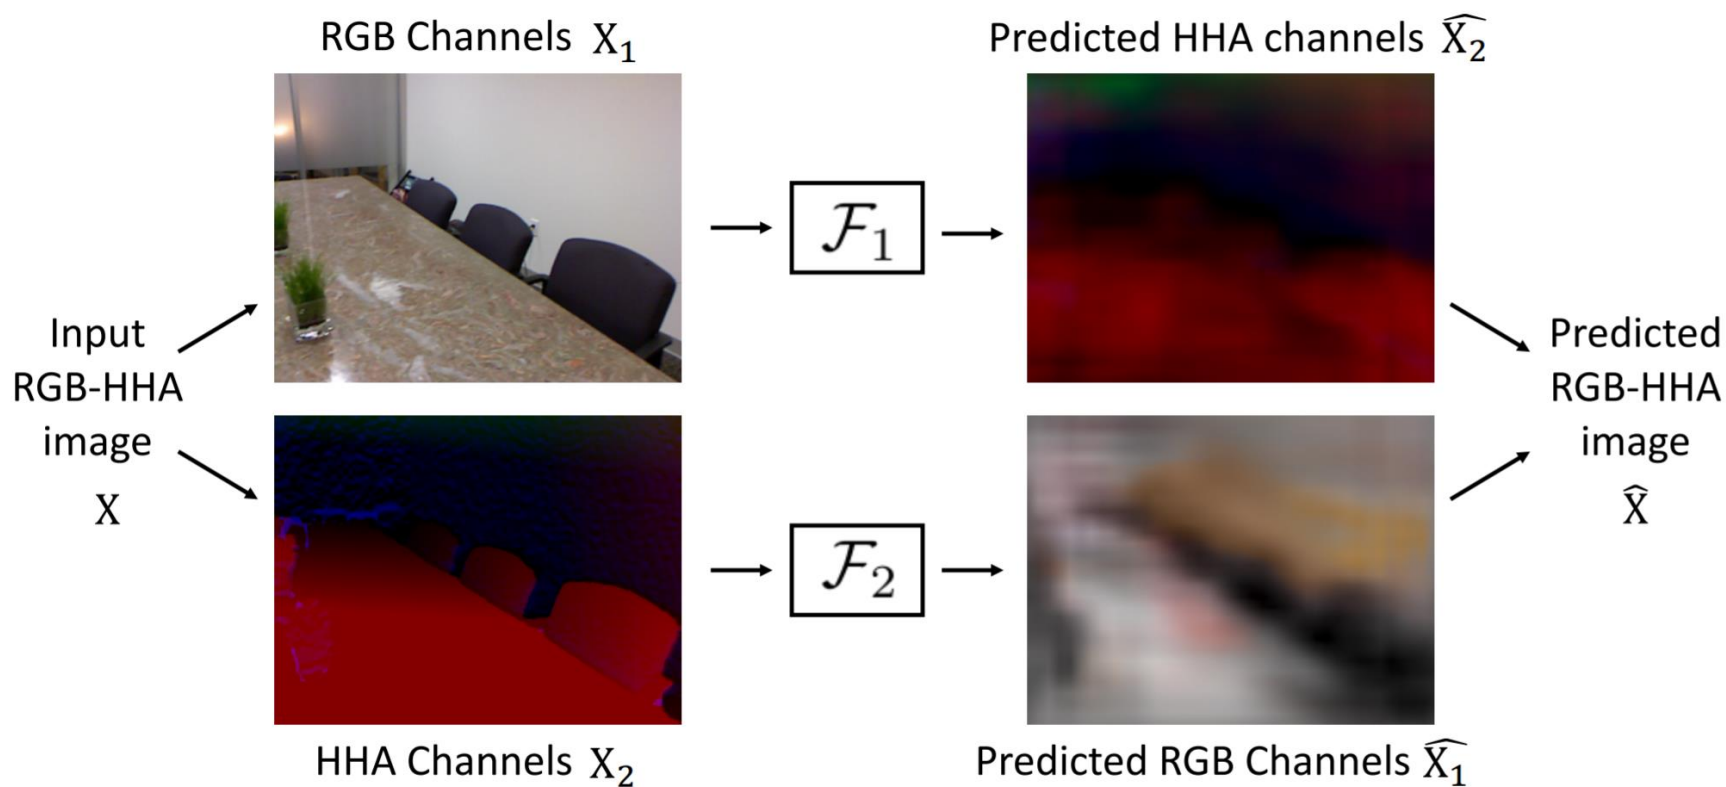 RGB Channels X₁
Predicted HHA channels X̂₂
ℱ₁
Input
RGB-HHA
image
X
Predicted
RGB-HHA
image
X̂
ℱ₂
HHA Channels X₂
Predicted RGB Channels X̂₁